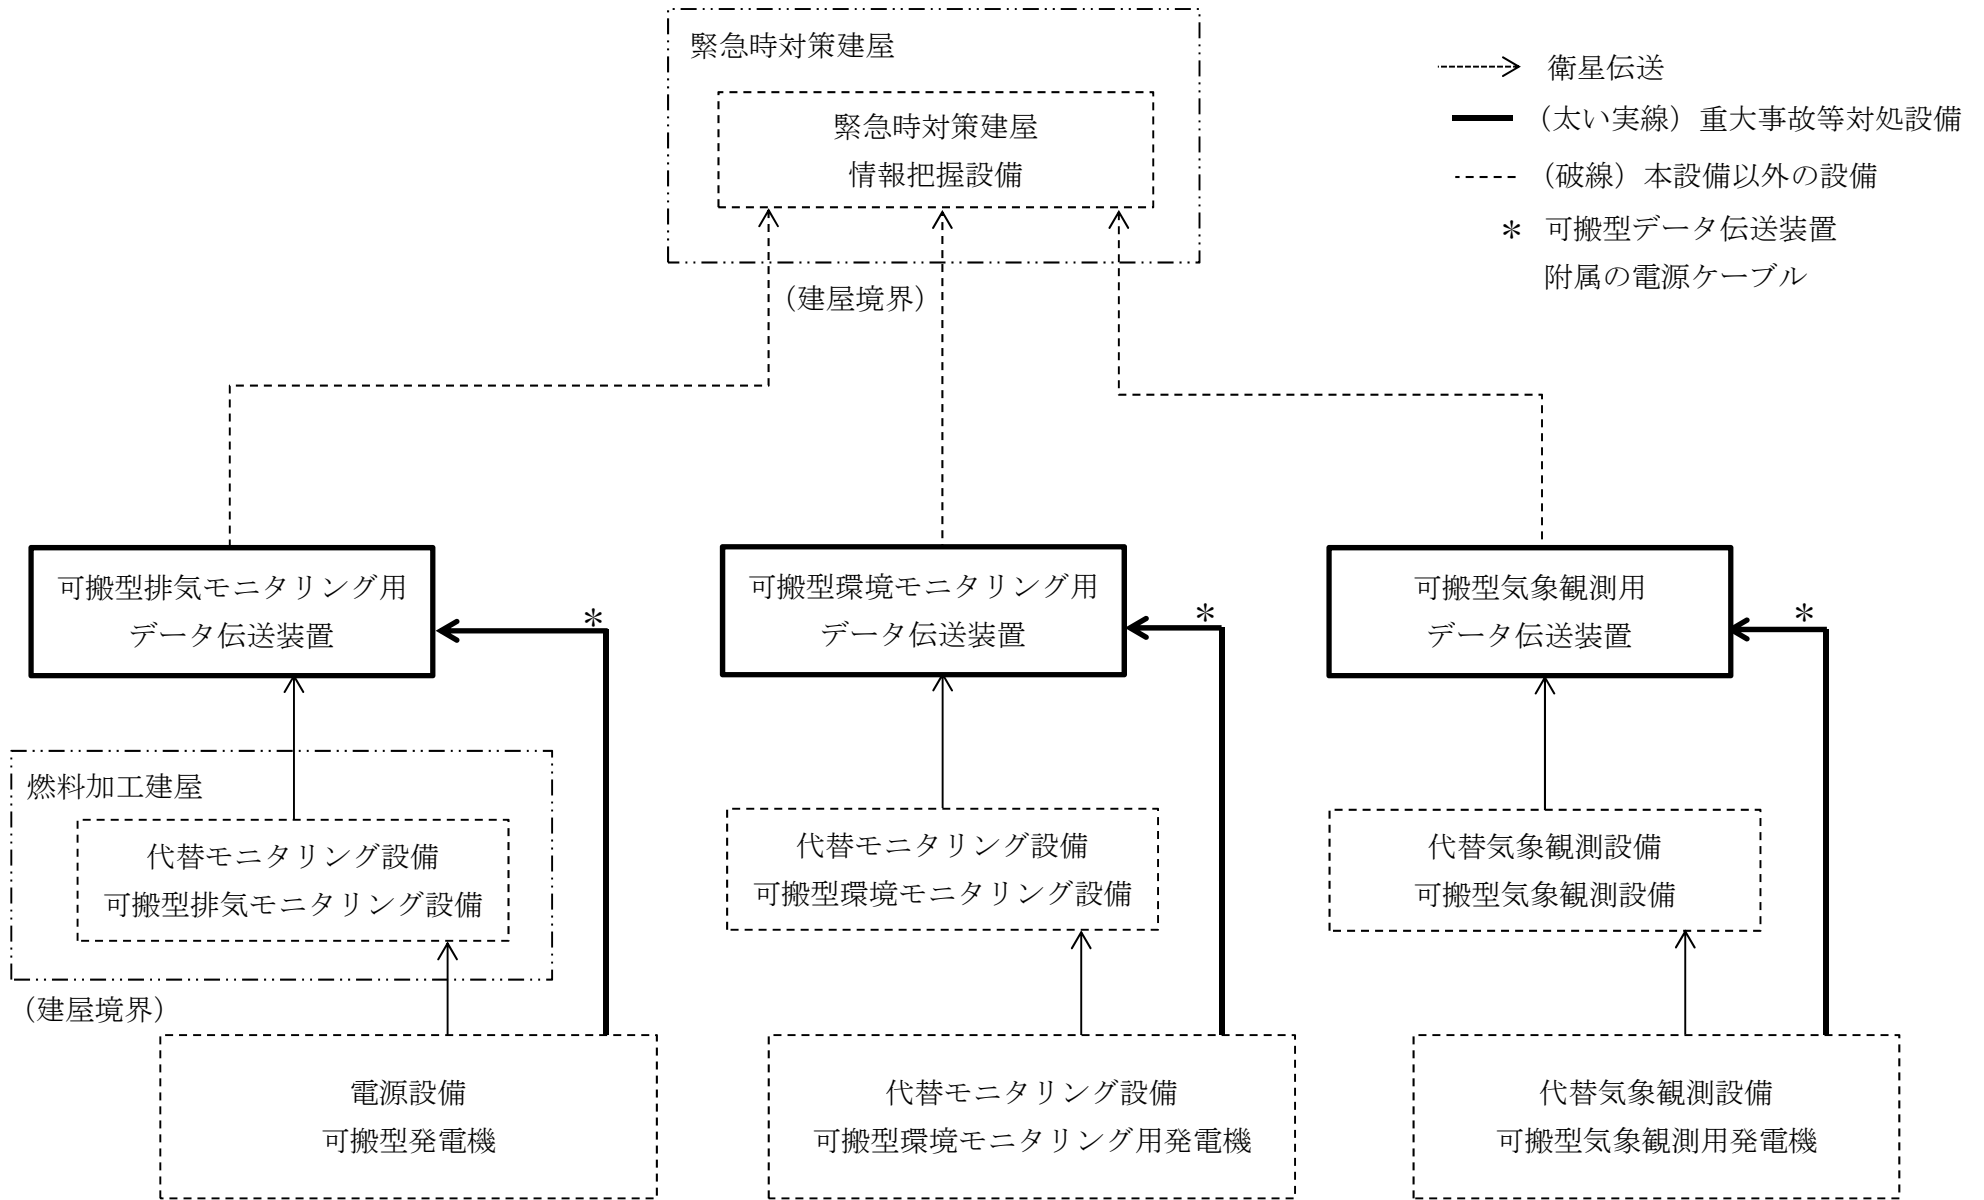 緊急時対策建屋
緊急時対策建屋
情報把握設備
(建屋境界)
衛星伝送
(太い実線) 重大事故等対処設備
(破線) 本設備以外の設備
* 可搬型データ伝送装置
附属の電源ケーブル
可搬型排気モニタリング用
データ伝送装置
*
可搬型環境モニタリング用
データ伝送装置
*
可搬型気象観測用
データ伝送装置
*
燃料加工建屋
代替モニタリング設備
可搬型排気モニタリング設備
(建屋境界)
代替モニタリング設備
可搬型環境モニタリング設備
代替気象観測設備
可搬型気象観測設備
電源設備
可搬型発電機
代替モニタリング設備
可搬型環境モニタリング用発電機
代替気象観測設備
可搬型気象観測用発電機